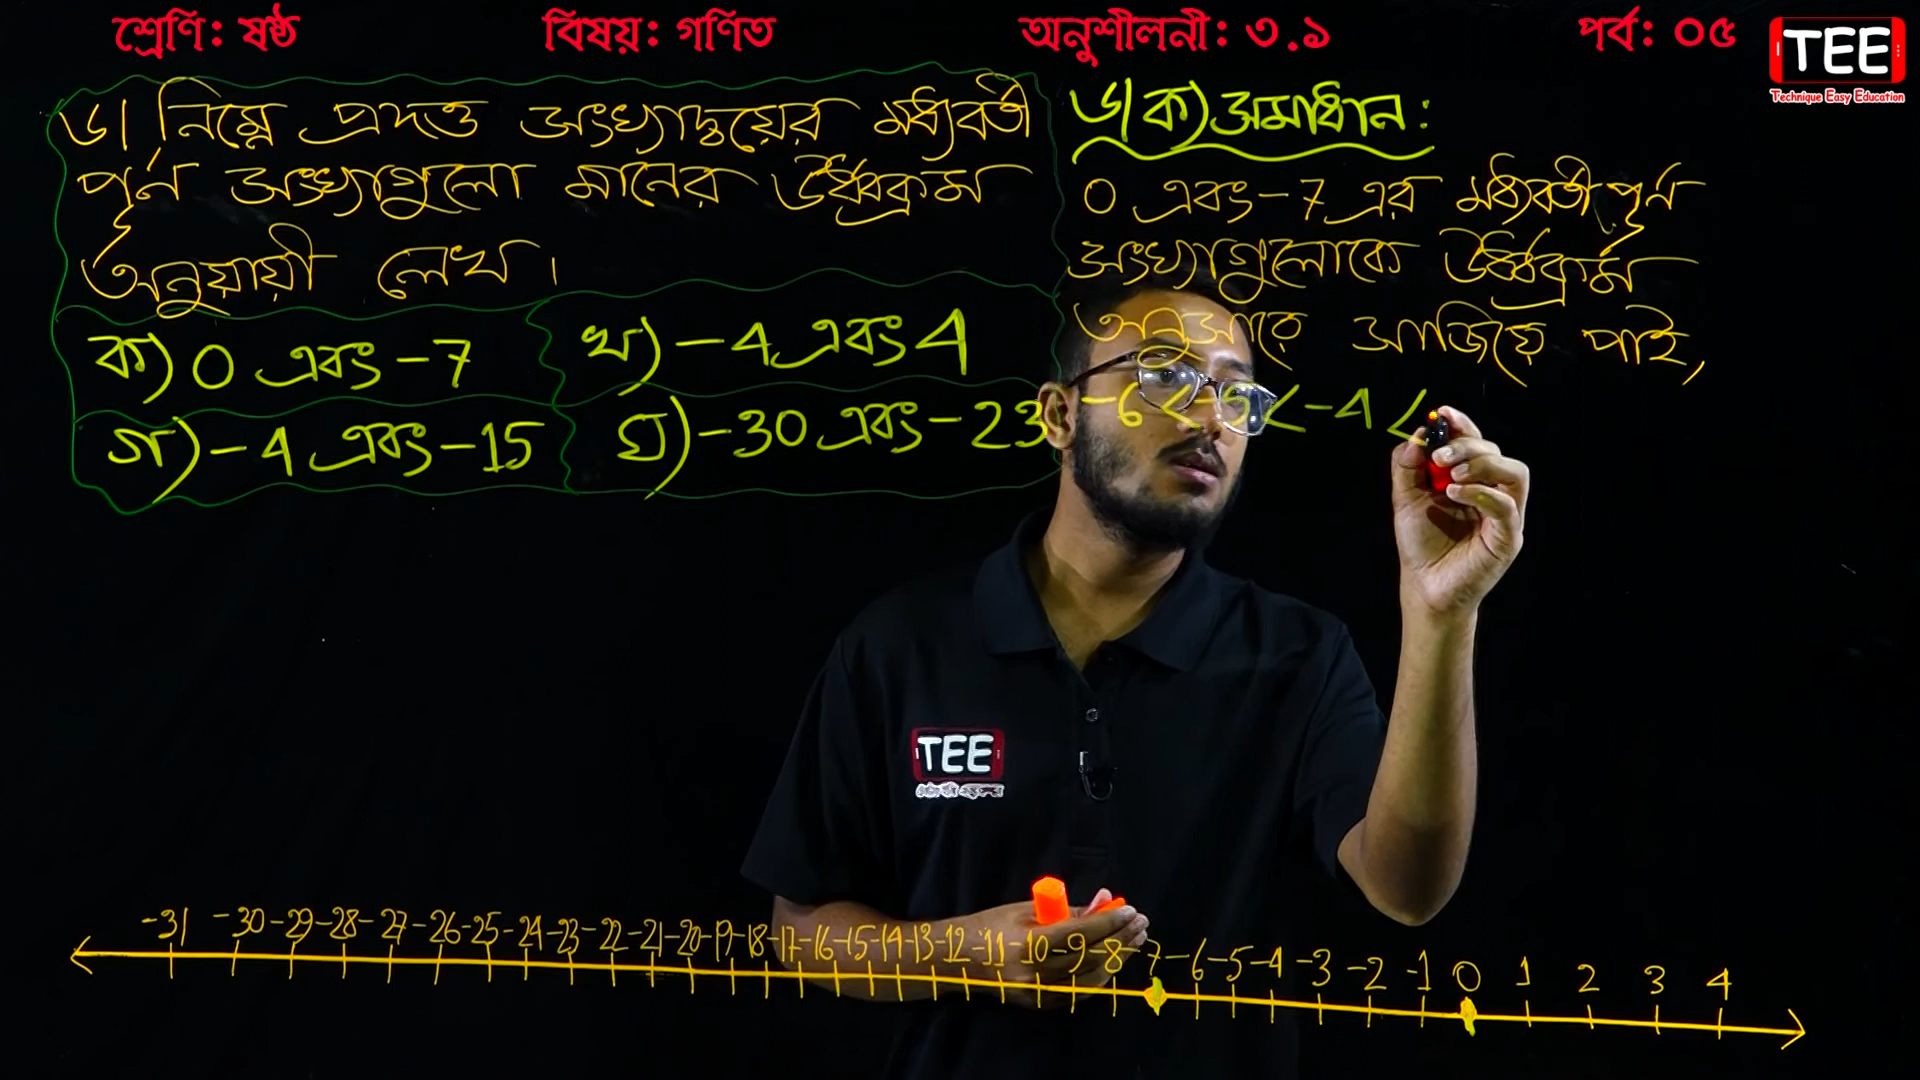 শ্রেণি: ষষ্ঠ বিষয়: গণিত অনুশীলনী: ৩.১ পর্ব: ০৫
TEE
Technique Easy Education
৬। নিম্নে প্রদত্ত সংখ্যাদ্বয়ের মধ্যবর্তী
পূর্ণ সংখ্যাগুলো মানের উর্ধ্বক্রম
অনুযায়ী লেখ।
ক) 0 এবং -7 খ) -4 এবং 4
গ) -4 এবং -15 ঘ) -30 এবং -23
৬। ক) সমাধান:
0 এবং -7 এর মধ্যবর্তী পূর্ণ
সংখ্যাগুলোকে উর্ধ্বক্রম
অনুসারে সাজিয়ে পাই,
-6 < -5 < -4 <
TEE
-31 -30 -29 -28 -27 -26 -25 -24 -23 -22 -21 -20 -19 -18 -17 -16 -15 -14 -13 -12 -11 -10 -9 -8 -7 -6 -5 -4 -3 -2 -1 0 1 2 3 4